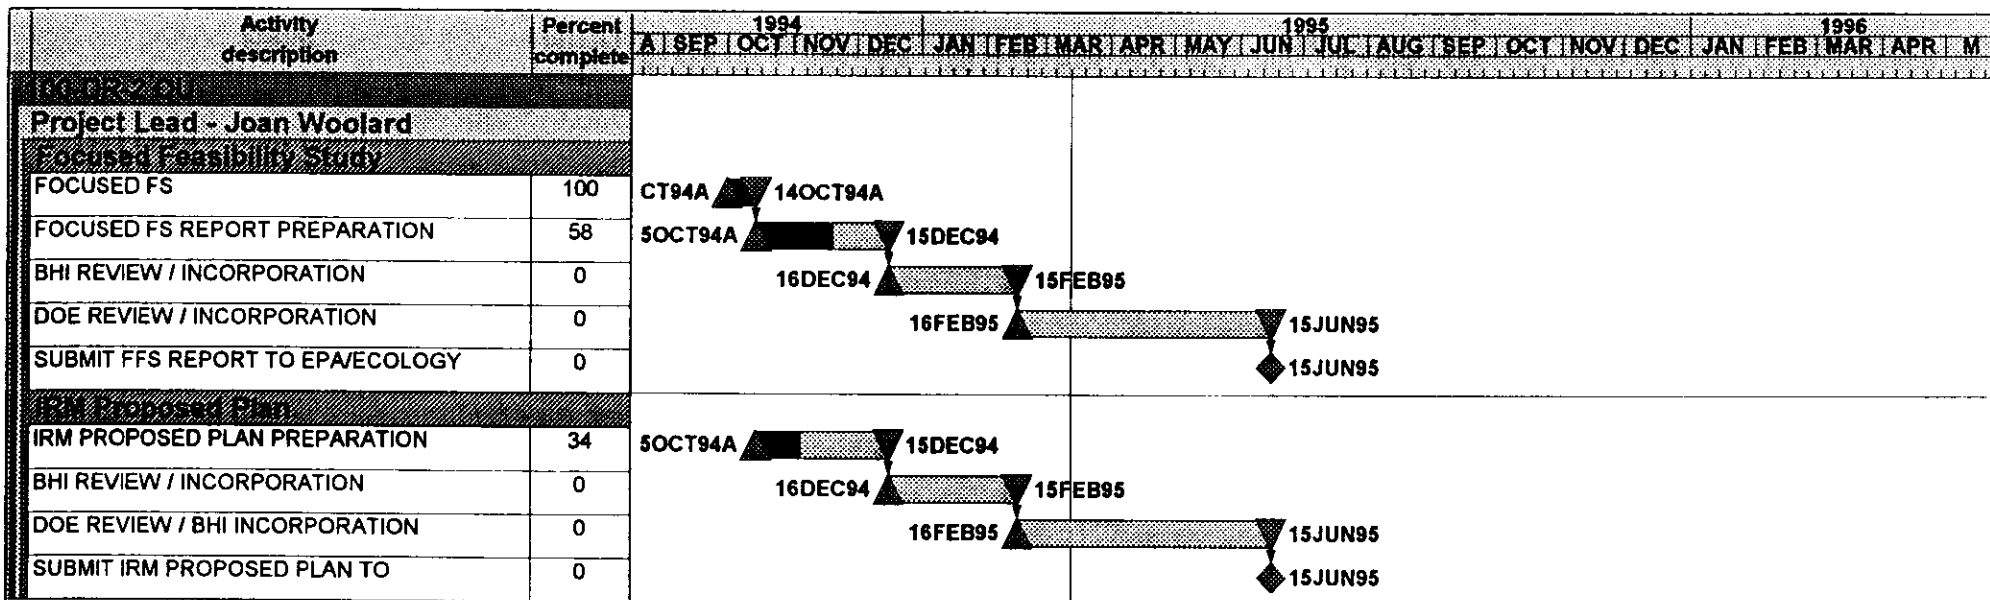 Activity description Percent complete 1994 1995 1996
A SEP OCT NOV DEC JAN FEB MAR APR MAY JUN JUL AUG SEP OCT NOV DEC JAN FEB MAR APR M
100-DR-2 OU
Project Lead - Joan Woolard
Focused Feasibility Study
FOCUSED FS 100 CT94A 14OCT94A
FOCUSED FS REPORT PREPARATION 58 5OCT94A 15DEC94
BHI REVIEW / INCORPORATION 0 16DEC94 15FEB95
DOE REVIEW / INCORPORATION 0 16FEB95 15JUN95
SUBMIT FFS REPORT TO EPA/ECOLOGY 0 15JUN95
IRM Proposed Plan
IRM PROPOSED PLAN PREPARATION 34 5OCT94A 15DEC94
BHI REVIEW / INCORPORATION 0 16DEC94 15FEB95
DOE REVIEW / BHI INCORPORATION 0 16FEB95 15JUN95
SUBMIT IRM PROPOSED PLAN TO 0 15JUN95